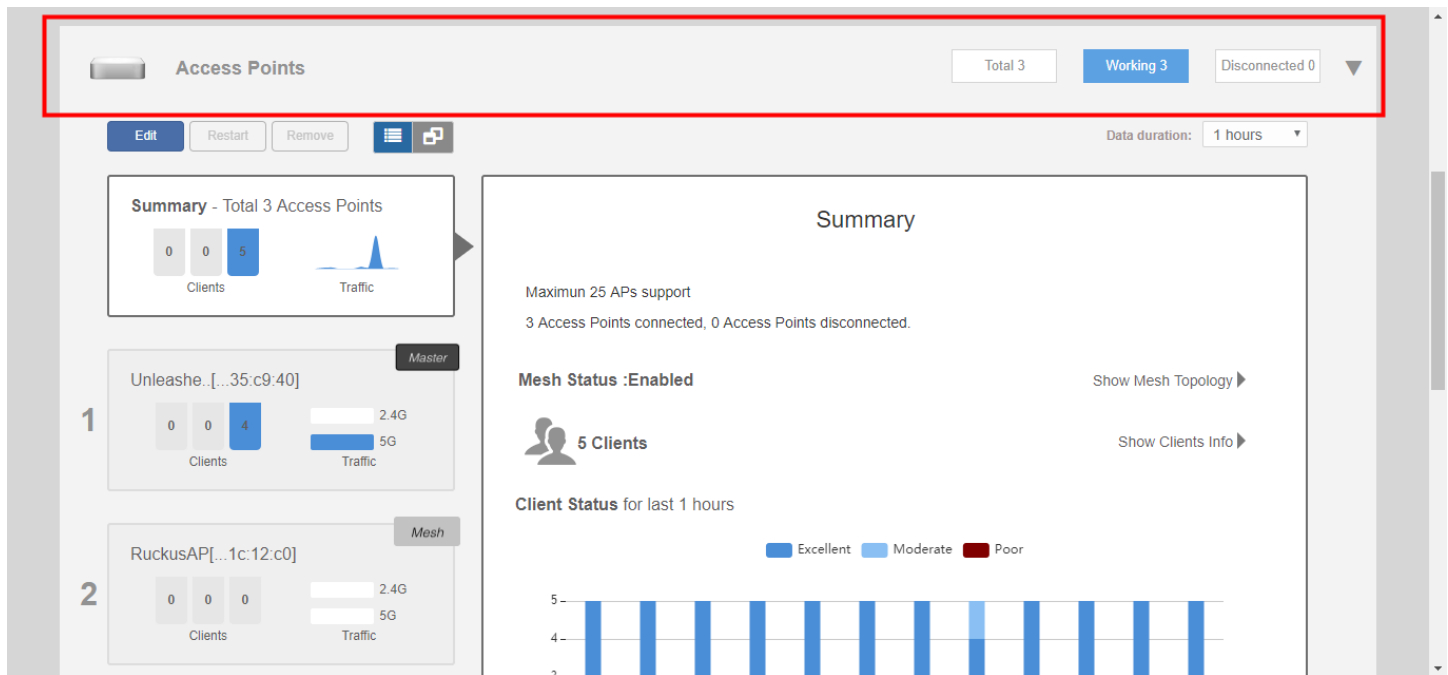 Access Points
Total 3
Working 3
Disconnected 0
Edit
Restart
Remove
Data duration:
1 hours
Summary - Total 3 Access Points
0 0 5
Clients
Traffic
Summary
Maximun 25 APs support
3 Access Points connected, 0 Access Points disconnected.
Mesh Status :Enabled
Show Mesh Topology
5 Clients
Show Clients Info
Client Status for last 1 hours
Excellent Moderate Poor
5
4
Master
Unleashe..[...35:c9:40]
1
0 0 4
2.4G
5G
Clients
Traffic
Mesh
RuckusAP[...1c:12:c0]
2
0 0 0
2.4G
5G
Clients
Traffic